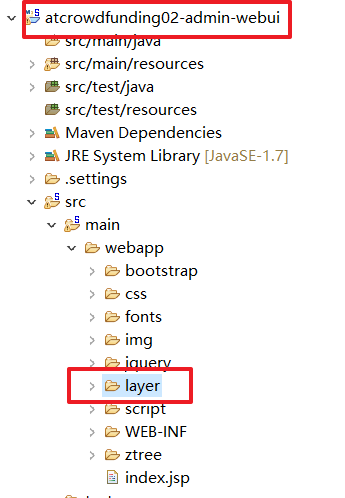 atcrowdfunding02-admin-webui
src/main/java
src/main/resources
src/test/java
src/test/resources
Maven Dependencies
JRE System Library [JavaSE-1.7]
.settings
src
main
webapp
bootstrap
css
fonts
img
jquery
layer
script
WEB-INF
ztree
index.jsp